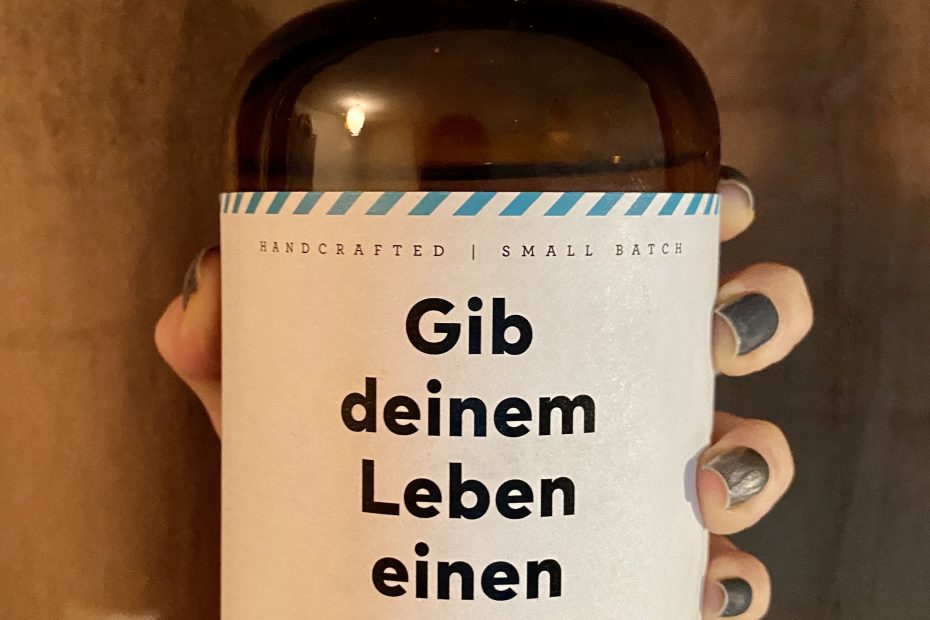 HANDCRAFTED | SMALL BATCH
Gib
deinem
Leben
einen